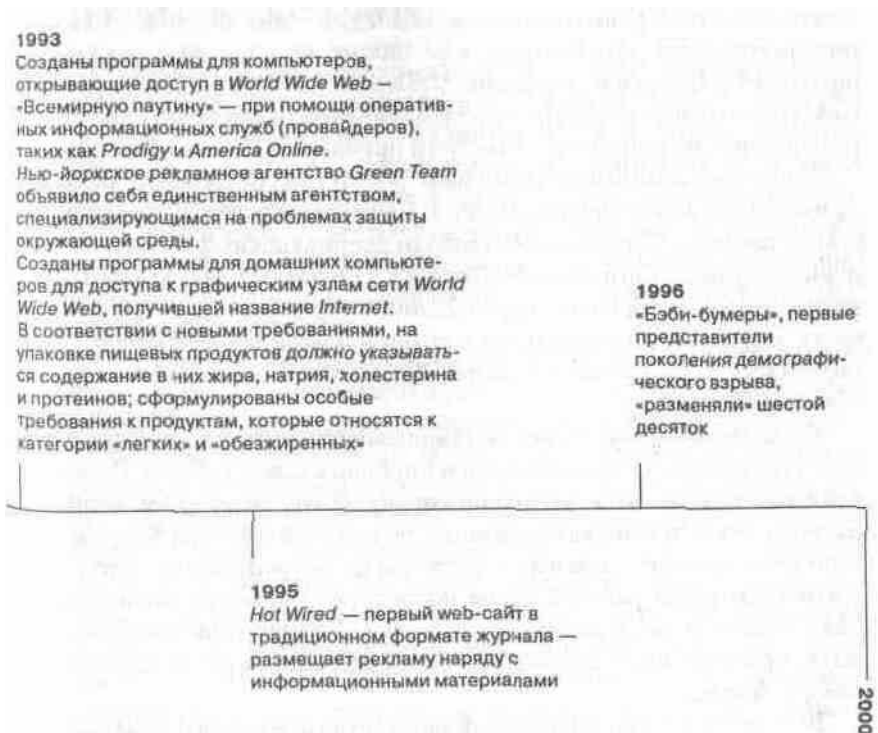 1993
Созданы программы для компьютеров,
открывающие доступ в World Wide Web —
«Всемирную паутину» — при помощи оператив-
ных информационных служб (провайдеров),
таких как Prodigy и America Online.
Нью-йоркское рекламное агентство Green Team
объявило себя единственным агентством,
специализирующимся на проблемах защиты
окружающей среды.
Созданы программы для домашних компьюте-
ров для доступа к графическим узлам сети World
Wide Web, получившей название Internet.
В соответствии с новыми требованиями, на
упаковке пищевых продуктов должно указывать-
ся содержание в них жира, натрия, холестерина
и протеинов; сформулированы особые
требования к продуктам, которые относятся к
категории «легких» и «обезжиренных»
1996
«Бэби-бумеры», первые
представители
поколения демографи-
ческого взрыва,
«разменяли» шестой
десяток
1995
Hot Wired — первый web-сайт в
традиционном формате журнала —
размещает рекламу наряду с
информационными материалами
2000